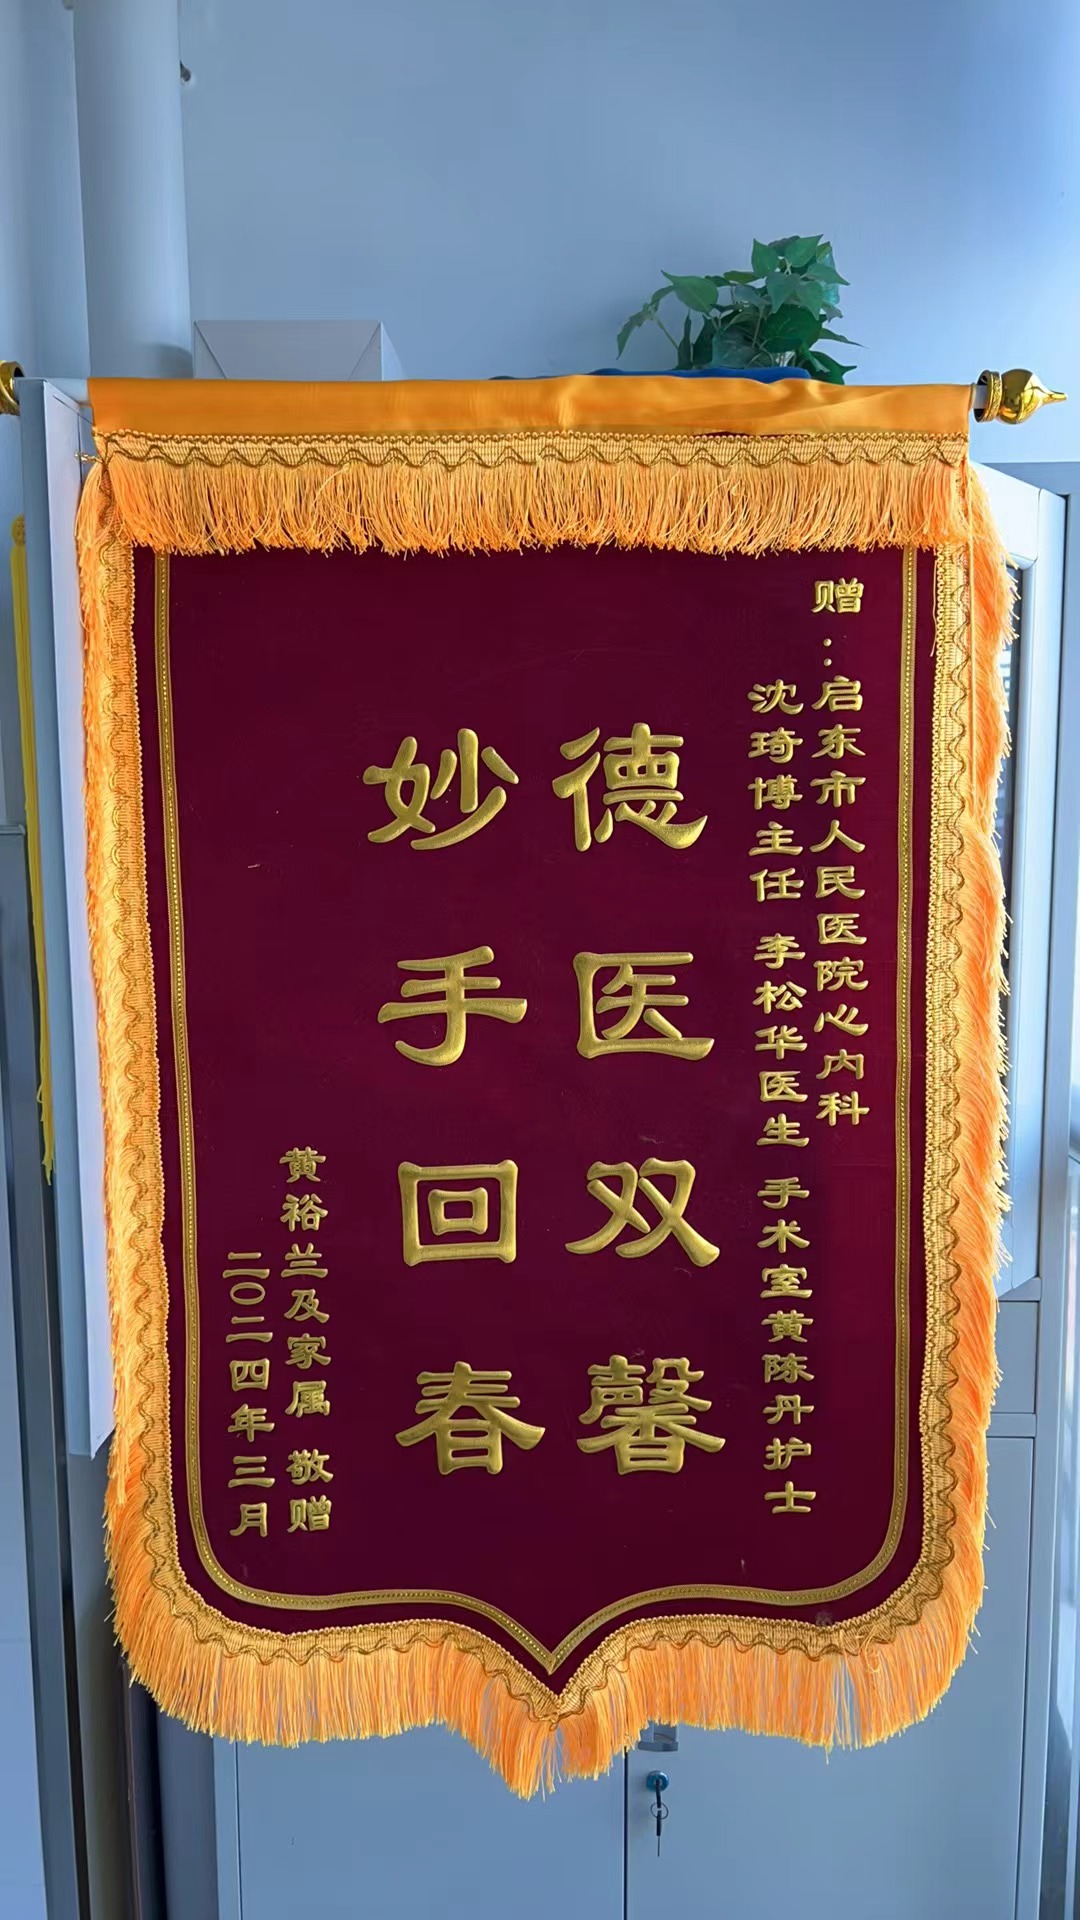 赠：启东市人民医院心内科
沈琦博主任 李松华医生 手术室黄陈丹护士
德医双馨
妙手回春
黄裕兰及家属 敬赠
二〇二四年三月